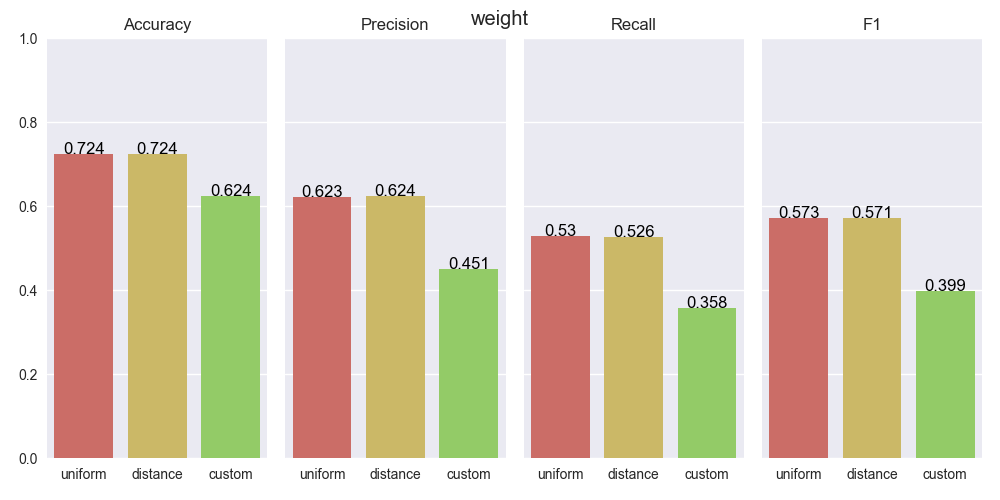 weight
Accuracy
Precision
Recall
F1
1.0
0.8
0.6
0.4
0.2
0.0
0.724
0.724
0.624
0.623
0.624
0.451
0.53
0.526
0.358
0.573
0.571
0.399
uniform distance custom
uniform distance custom
uniform distance custom
uniform distance custom